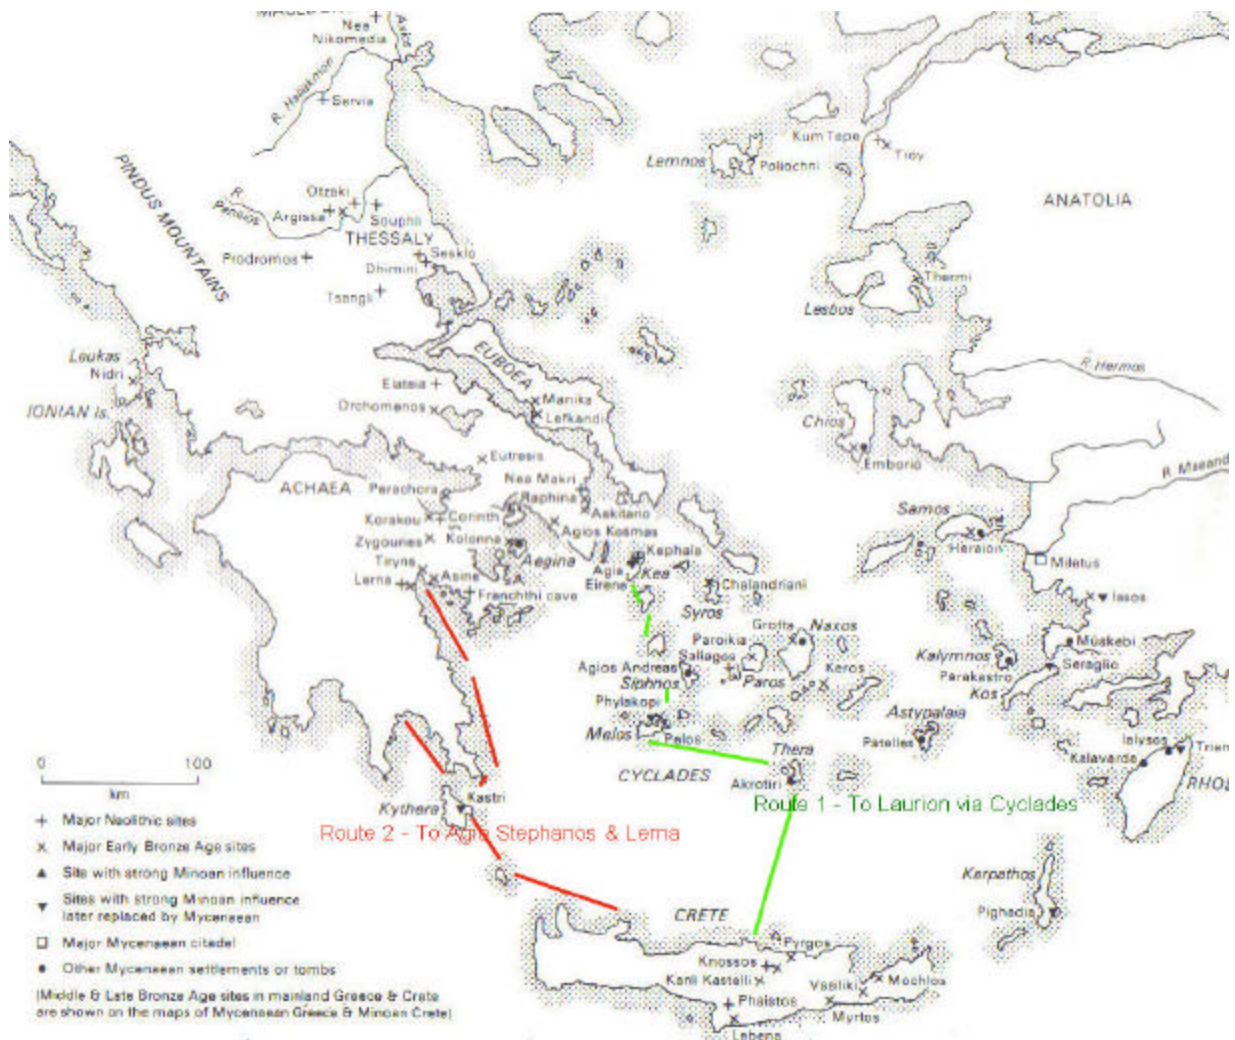 Nea
Nikomedia
Axios
R. Haliakmon
Servia
Kum Tepe
Troy
Lemnos
Poliochni
PINDUS MOUNTAINS
ANATOLIA
Otzaki
R.
Peneios
Argissa
Souphli
THESSALY
Prodromos
Sesklo
Dhimini
Tsangli
Thermi
Lesbos
Leukas
Nidri
EUBOEA
R. Hermos
Elateia
Manika
IONIAN Is.
Orchomenos
Lefkandi
Chios
Eutresis
Emborio
ACHAEA
Nea Makri
Perachora
Raphina
Askitario
Korakou
Corinth
Agios Kosmas
Samos
Zygouries
Kolonna
Aegina
Heraion
Tiryns
Kephala
Agia
Eirene
Kea
Miletus
Lerna
Asine
Franchthi cave
Chalandriani
Iasos
Syros
Grotta
Naxos
Paroikia
Saliagos
Müskebi
Agios Andreas
Siphnos
Paros
Keros
Kalymnos
Seraglio
Parakastro
Kos
Phylakopi
Melos
Pelos
Astypalaia
Patelles
Thera
Ialysos
Trian
Kalavarda
CYCLADES
Akrotiri
RHO
0 100
km
Kythera
Kastri
Route 1 - To Laurion via Cyclades
Route 2 - To Agia Stephanos & Lerna
Karpathos
Pighadia
CRETE
Pyrgos
Knossos
Kanli Kastelli
Vasiliki
Mochlos
Phaistos
Myrtos
Lebena
Major Neolithic sites
Major Early Bronze Age sites
Site with strong Minoan influence
Sites with strong Minoan influence
later replaced by Mycenaean
Major Mycenaean citadel
Other Mycenaean settlements or tombs
(Middle & Late Bronze Age sites in mainland Greece & Crete
are shown on the maps of Mycenaean Greece & Minoan Crete)